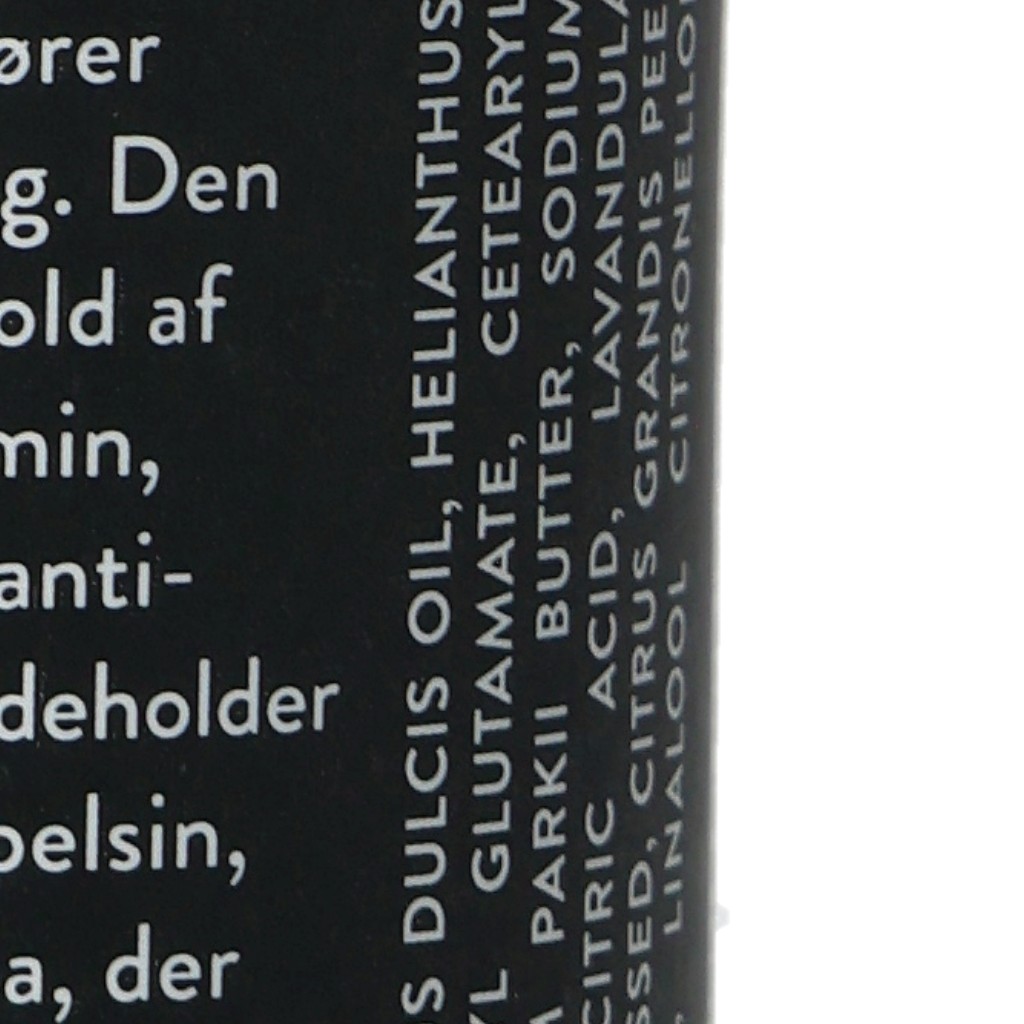 ører
g. Den
old af
min,
anti-
deholder
pelsin,
a, der
S DULCIS OIL, HELIANTHUS
YL GLUTAMATE, CETEARYL
M PARKII BUTTER, SODIUM
CITRIC ACID, LAVANDULA
SSED, CITRUS GRANDIS PEE
, LINALOOL CITRONELLO